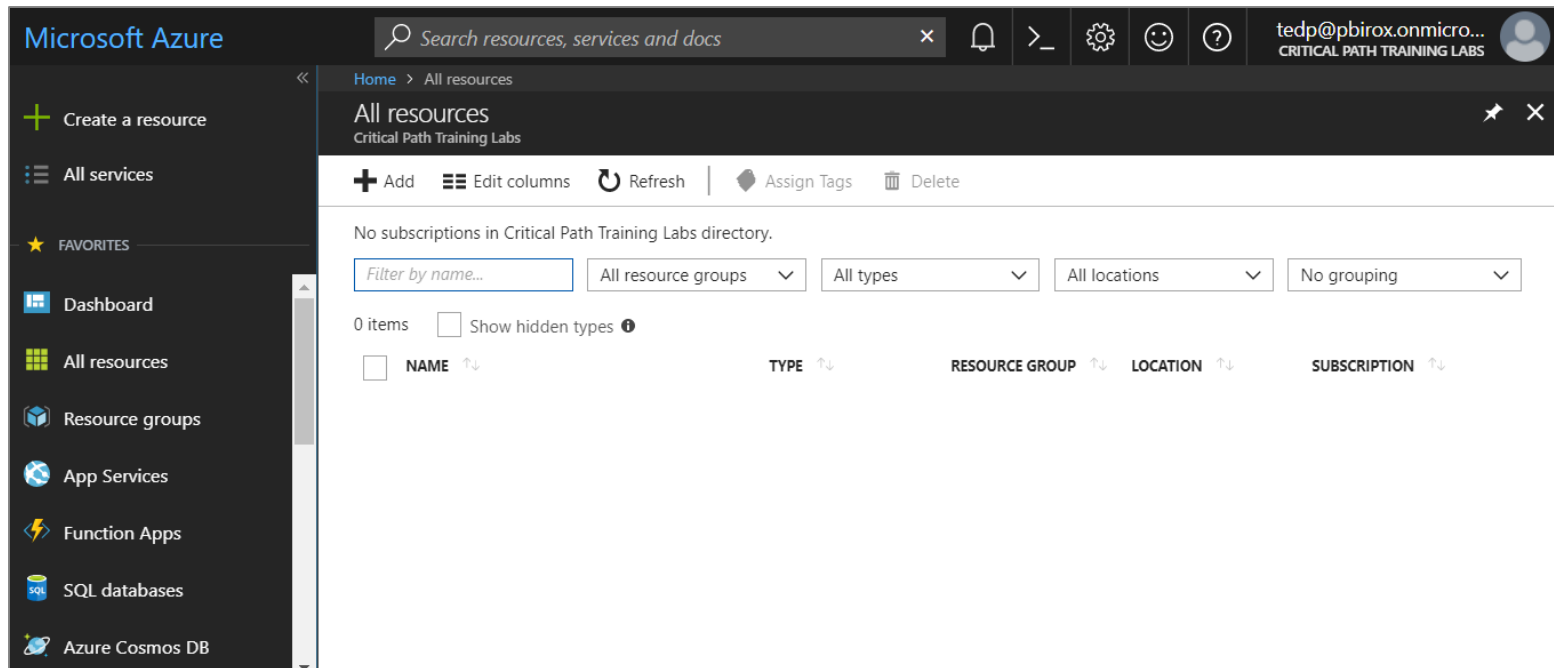 Microsoft Azure
Search resources, services and docs
tedp@pbirox.onmicro...
CRITICAL PATH TRAINING LABS
Home > All resources
All resources
Critical Path Training Labs
Create a resource
All services
FAVORITES
Dashboard
All resources
Resource groups
App Services
Function Apps
SQL
SQL databases
Azure Cosmos DB
Add Edit columns Refresh Assign Tags Delete
No subscriptions in Critical Path Training Labs directory.
Filter by name... All resource groups All types All locations No grouping
0 items Show hidden types
NAME TYPE RESOURCE GROUP LOCATION SUBSCRIPTION